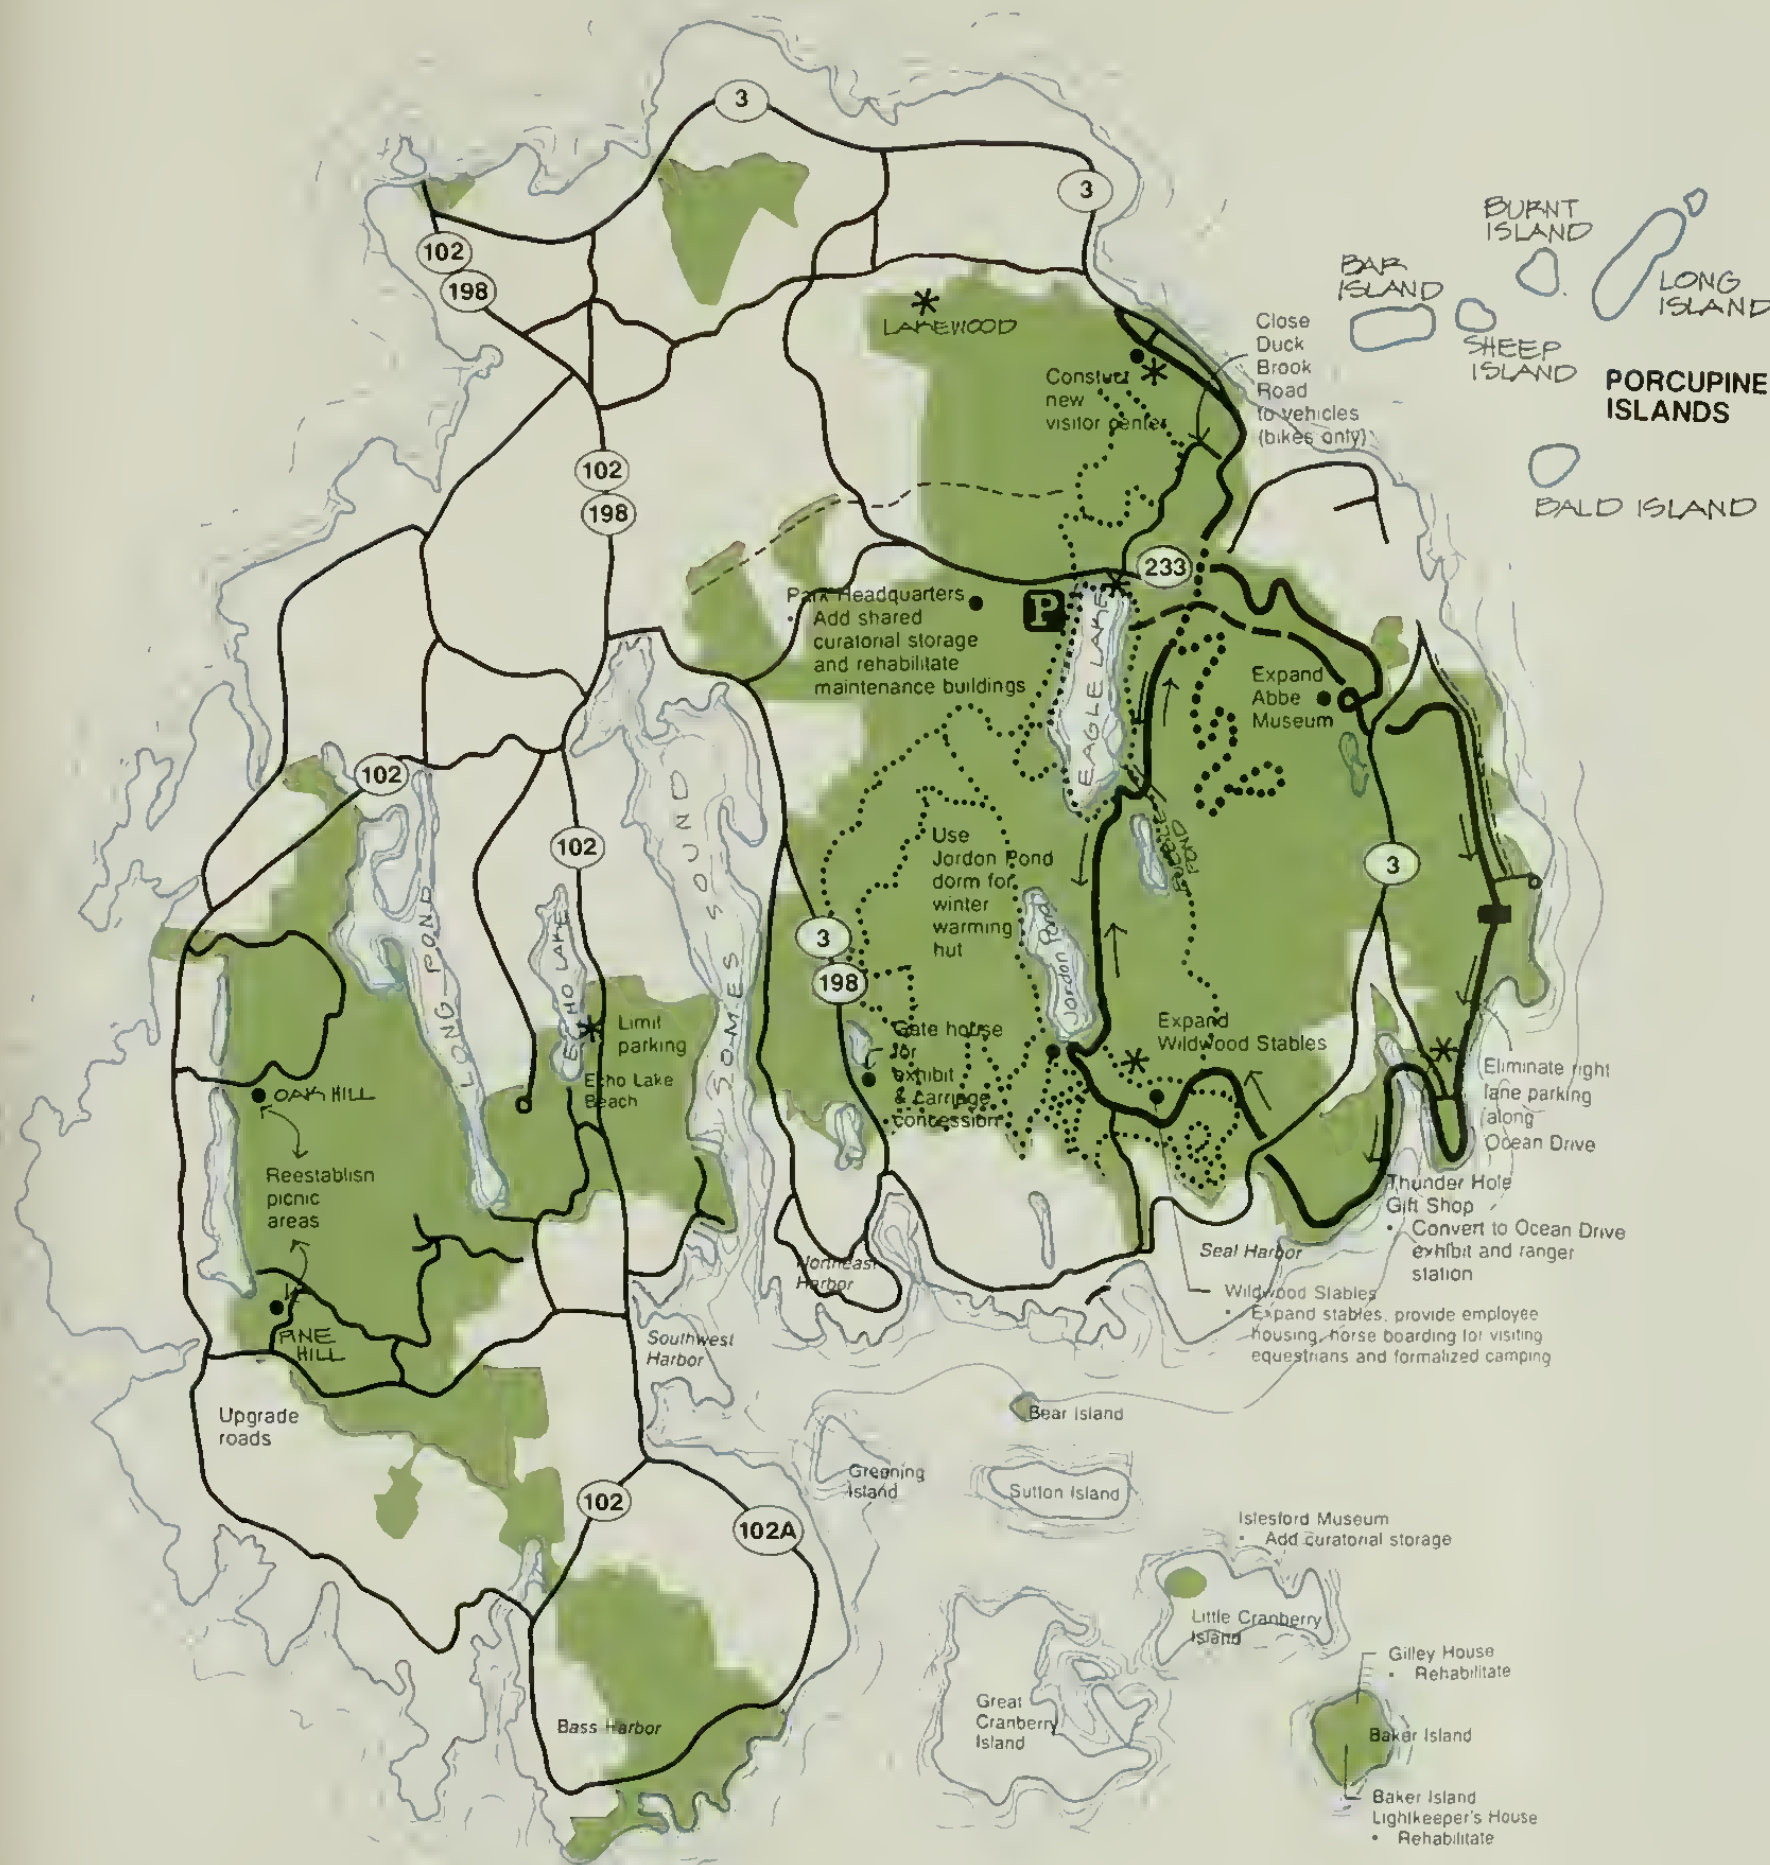 3
3
102
198
BURNT
ISLAND
BAR
ISLAND
LONG
ISLAND
SHEEP
ISLAND
PORCUPINE
ISLANDS
BALD ISLAND
LAKEWOOD
Constuct
new
visitor center
Close
Duck
Brook
Road
to vehicles
(bikes only)
102
198
233
Park Headquarters
• Add shared
curatorial storage
and rehabilitate
maintenance buildings
P
EAGLE LAKE
Expand
Abbe
Museum
102
102
LONG POND
ECHO LAKE
SOMES SOUND
BUBBLE
POND
Use
Jordon Pond
dorm for
winter
warming
hut
Jordon Pond
3
3
198
Limit
parking
Echo Lake
Beach
Gate house
for
exhibit
& carriage
concession
Expand
Wildwood Stables
Eliminate right
lane parking
along
Ocean Drive
OAK HILL
Reestablish
picnic
areas
PINE
HILL
Thunder Hole
Gift Shop
• Convert to Ocean Drive
exhibit and ranger
station
Northeast
Harbor
Seal Harbor
Wildwood Stables
• Expand stables, provide employee
housing, horse boarding for visiting
equestrians and formalized camping
Southwest
Harbor
Upgrade
roads
Bear Island
Greening
Island
Sutton Island
102
102A
Islesford Museum
• Add curatorial storage
Little Cranberry
Island
Gilley House
• Rehabilitate
Great
Cranberry
Island
Bass Harbor
Baker Island
Baker Island
Lightkeeper's House
• Rehabilitate